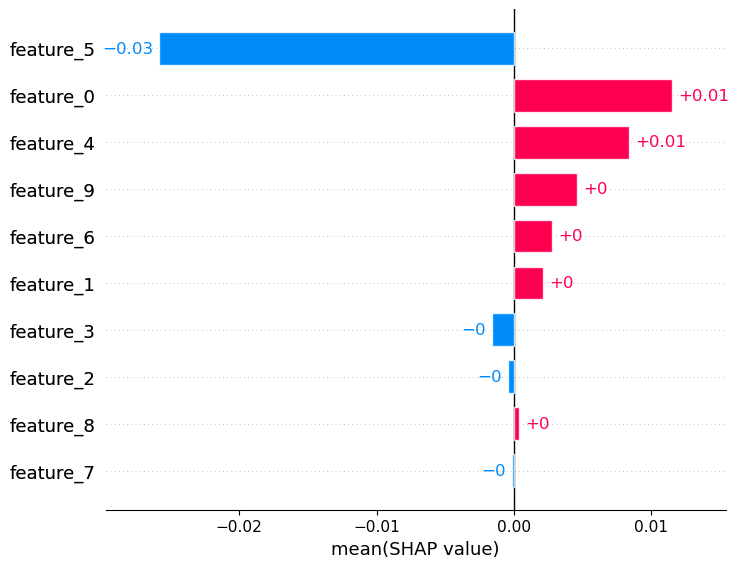 feature_5 −0.03
feature_0 +0.01
feature_4 +0.01
feature_9 +0
feature_6 +0
feature_1 +0
feature_3 −0
feature_2 −0
feature_8 +0
feature_7 −0
−0.02 −0.01 0.00 0.01
mean(SHAP value)